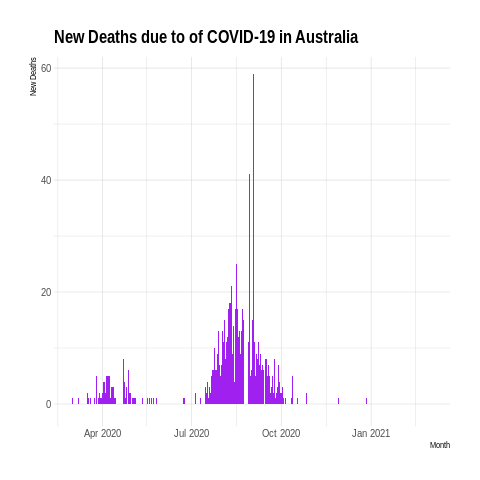 New Deaths due to of COVID-19 in Australia
New Deaths
60
40
20
0
Apr 2020
Jul 2020
Oct 2020
Jan 2021
Month